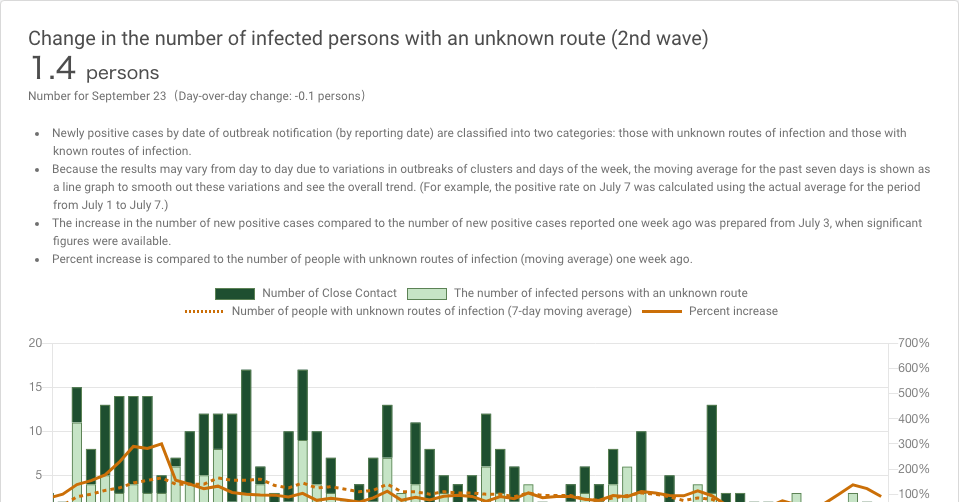 Change in the number of infected persons with an unknown route (2nd wave)
1.4 persons
Number for September 23 (Day-over-day change: -0.1 persons)
• Newly positive cases by date of outbreak notification (by reporting date) are classified into two categories: those with unknown routes of infection and those with
known routes of infection.
• Because the results may vary from day to day due to variations in outbreaks of clusters and days of the week, the moving average for the past seven days is shown as
a line graph to smooth out these variations and see the overall trend. (For example, the positive rate on July 7 was calculated using the actual average for the period
from July 1 to July 7.)
• The increase in the number of new positive cases compared to the number of new positive cases reported one week ago was prepared from July 3, when significant
figures were available.
• Percent increase is compared to the number of people with unknown routes of infection (moving average) one week ago.
Number of Close Contact The number of infected persons with an unknown route
Number of people with unknown routes of infection (7-day moving average) Percent increase
20 700%
600%
15 500%
400%
10 300%
5 200%
100%